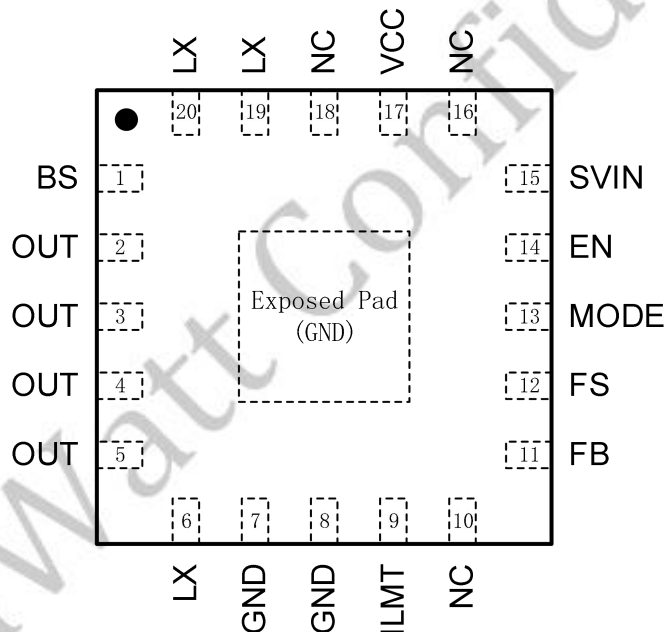 LX LX NC VCC NC
20 19 18 17 16
BS 1 15 SVIN
OUT 2 14 EN
OUT 3 13 MODE
OUT 4 12 FS
OUT 5 11 FB
Exposed Pad
(GND)
6 7 8 9 10
LX GND GND ILMT NC
Watt Confid